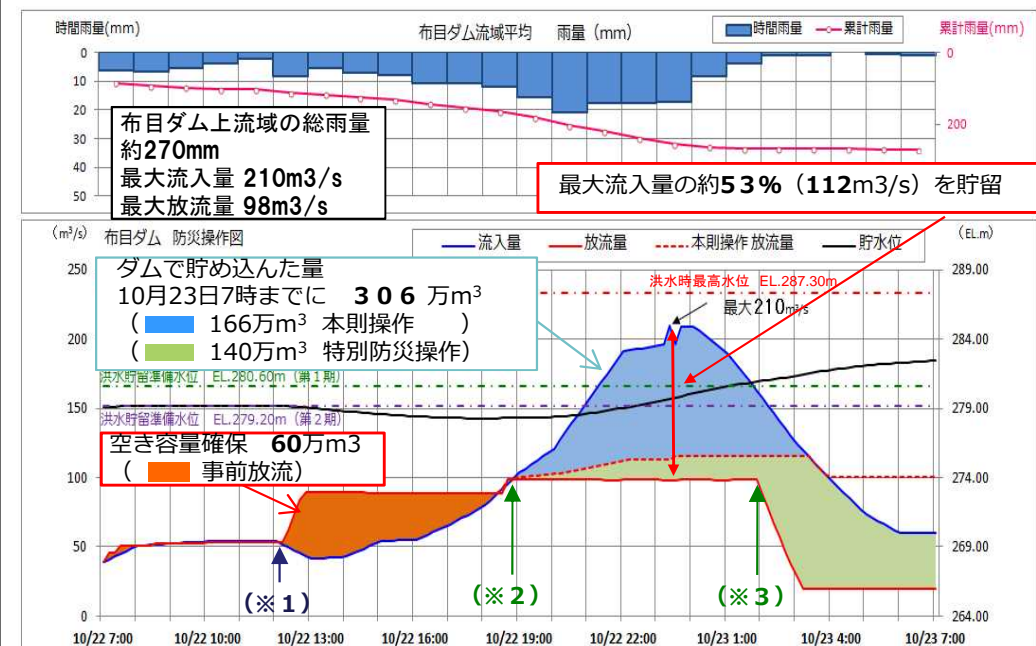 時間雨量(mm)
布目ダム流域平均　雨量（mm）
時間雨量
累計雨量
累計雨量(mm)
0
10
20
30
40
50
60
0
200
布目ダム上流域の総雨量
約270mm
最大流入量 210m3/s
最大放流量 98m3/s
最大流入量の約53%（112m3/s）を貯留
(m³/s)
布目ダム　防災操作図
流入量
放流量
本則操作 放流量
貯水位
(EL.m)
250
200
150
100
50
0
289.00
284.00
279.00
274.00
269.00
264.00
ダムで貯め込んた量
10月23日7時までに　306 万m³
（ 166万m³ 本則操作　）
（ 140万m³ 特別防災操作）
洪水時最高水位　EL.287.30m
最大210m³/s
洪水貯留準備水位　EL.280.60m（第１期）
洪水貯留準備水位　EL.279.20m（第２期）
空き容量確保　60万m3
（ 事前放流）
（※１）
（※２）
（※３）
10/22 7:00
10/22 10:00
10/22 13:00
10/22 16:00
10/22 19:00
10/22 22:00
10/23 1:00
10/23 4:00
10/23 7:00